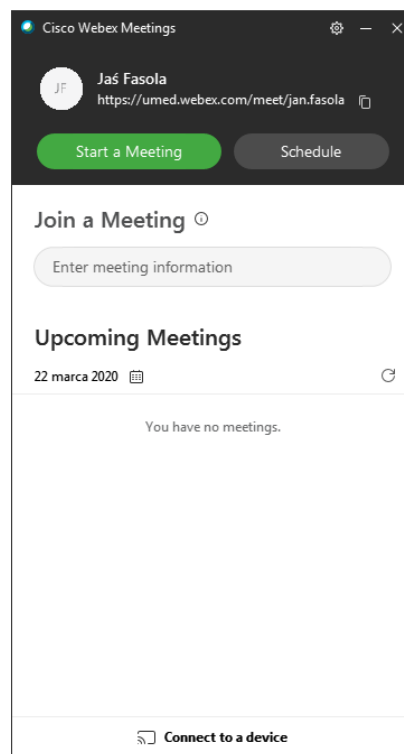 Cisco Webex Meetings
JF
Jaś Fasola
https://umed.webex.com/meet/jan.fasola
Start a Meeting
Schedule
Join a Meeting
Enter meeting information
Upcoming Meetings
22 marca 2020
You have no meetings.
Connect to a device